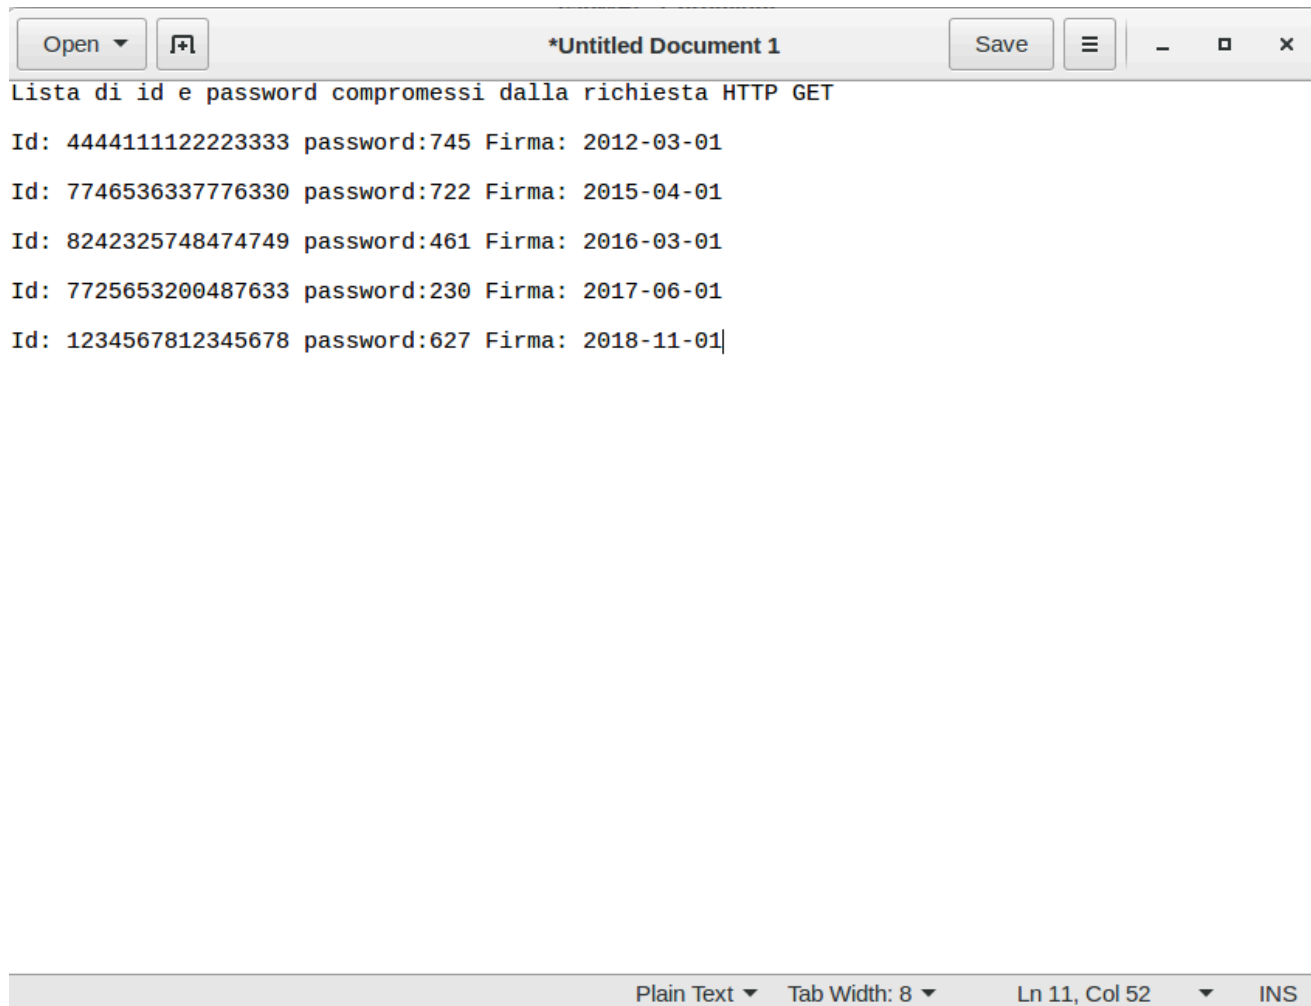 Open
*Untitled Document 1
Save
Lista di id e password compromessi dalla richiesta HTTP GET
Id: 4444111122223333 password:745 Firma: 2012-03-01
Id: 7746536337776330 password:722 Firma: 2015-04-01
Id: 8242325748474749 password:461 Firma: 2016-03-01
Id: 7725653200487633 password:230 Firma: 2017-06-01
Id: 1234567812345678 password:627 Firma: 2018-11-01
Plain Text Tab Width: 8 Ln 11, Col 52 INS